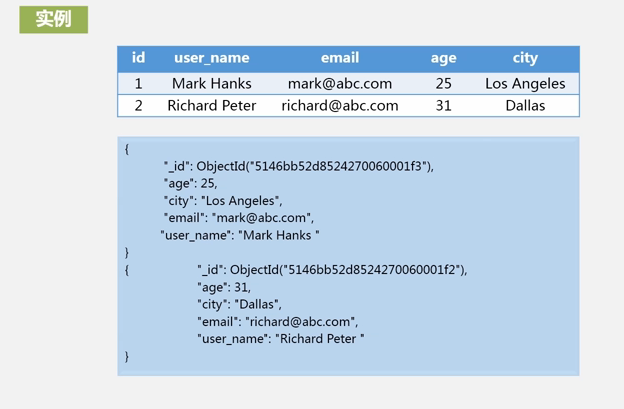 实例
id user_name email age city
1 Mark Hanks mark@abc.com 25 Los Angeles
2 Richard Peter richard@abc.com 31 Dallas
{
"_id": ObjectId("5146bb52d8524270060001f3"),
"age": 25,
"city": "Los Angeles",
"email": "mark@abc.com",
"user_name": "Mark Hanks "
}
{ "_id": ObjectId("5146bb52d8524270060001f2"),
"age": 31,
"city": "Dallas",
"email": "richard@abc.com",
"user_name": "Richard Peter "
}